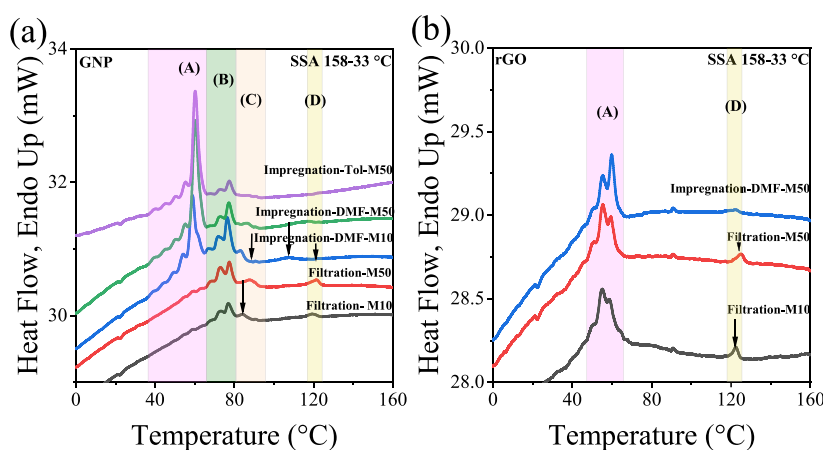 (a)
GNP
SSA 158-33 °C
(A)
(B)
(C)
(D)
Impregnation-Tol-M50
Impregnation-DMF-M50
Impregnation-DMF-M10
Filtration-M50
Filtration- M10
34
32
30
0
40
80
120
160
Heat Flow, Endo Up (mW)
Temperature (°C)
(b)
rGO
SSA 158-33 °C
(A)
(D)
Impregnation-DMF-M50
Filtration-M50
Filtration-M10
30.0
29.5
29.0
28.5
28.0
0
40
80
120
160
Heat Flow, Endo Up (mW)
Temperature (°C)